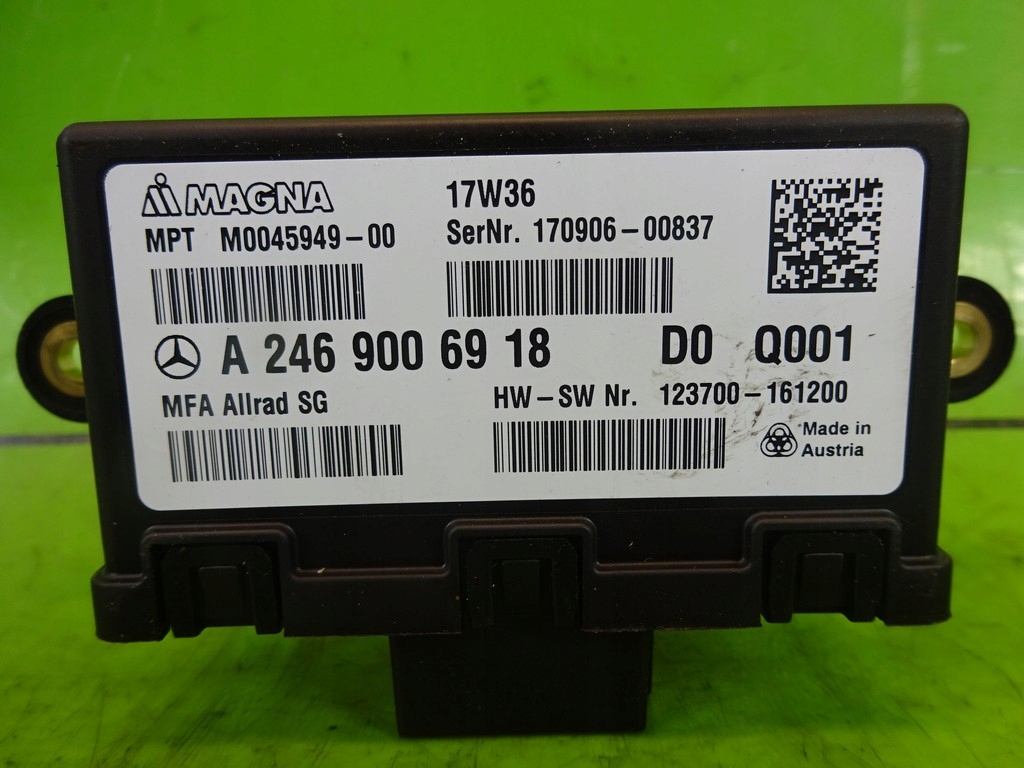 MAGNA
MPT M0045949-00
17W36
SerNr. 170906-00837
A 246 900 69 18 D0 Q001
MFA Allrad SG
HW-SW Nr. 123700-161200
Made in
Austria